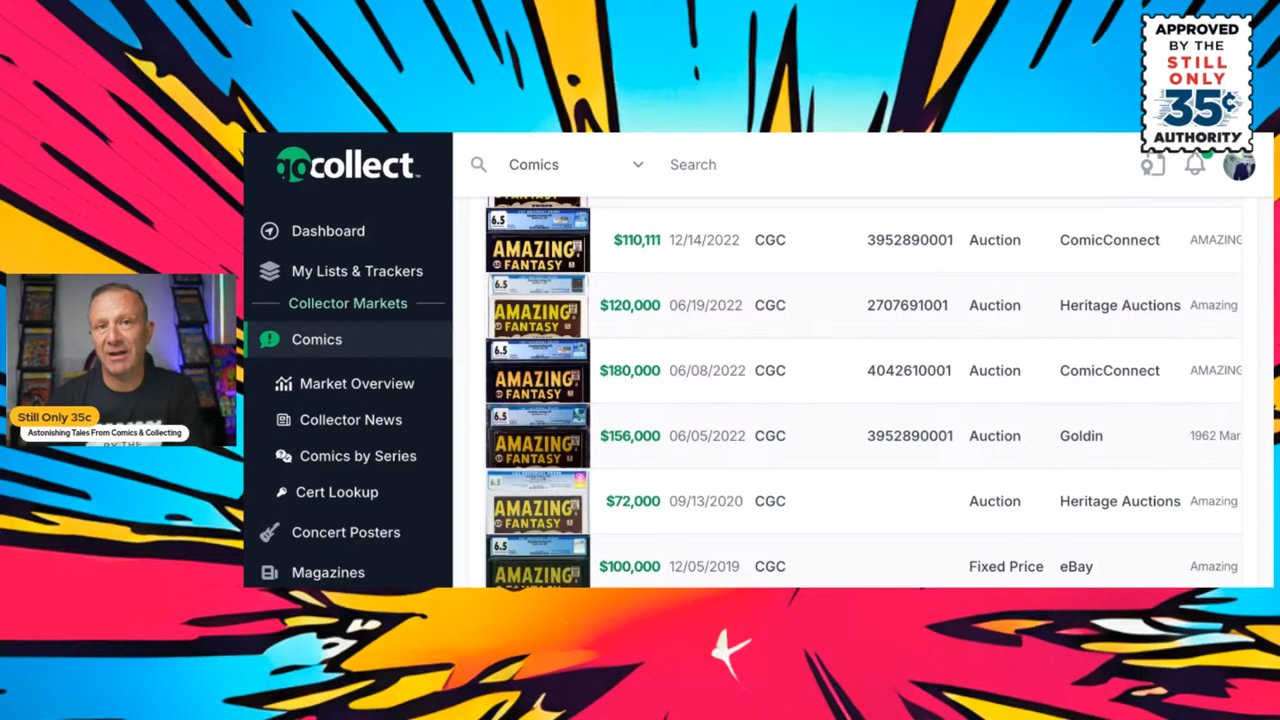 APPROVED
BY THE
STILL
ONLY
35¢
AUTHORITY
gocollect
Comics
Search
Dashboard
My Lists & Trackers
Collector Markets
Comics
Market Overview
Collector News
Comics by Series
Cert Lookup
Concert Posters
Magazines
6.5
AMAZING
FANTASY
$110,111 12/14/2022 CGC 3952890001 Auction ComicConnect AMAZING
6.5
AMAZING
FANTASY
$120,000 06/19/2022 CGC 2707691001 Auction Heritage Auctions Amazing
6.5
AMAZING
FANTASY
$180,000 06/08/2022 CGC 4042610001 Auction ComicConnect AMAZING
6.5
AMAZING
FANTASY
$156,000 06/05/2022 CGC 3952890001 Auction Goldin 1962 Mar
6.5
AMAZING
FANTASY
$72,000 09/13/2020 CGC Auction Heritage Auctions Amazing
6.5
AMAZING
$100,000 12/05/2019 CGC Fixed Price eBay Amazing
Still Only 35c
Astonishing Tales From Comics & Collecting
BY THE